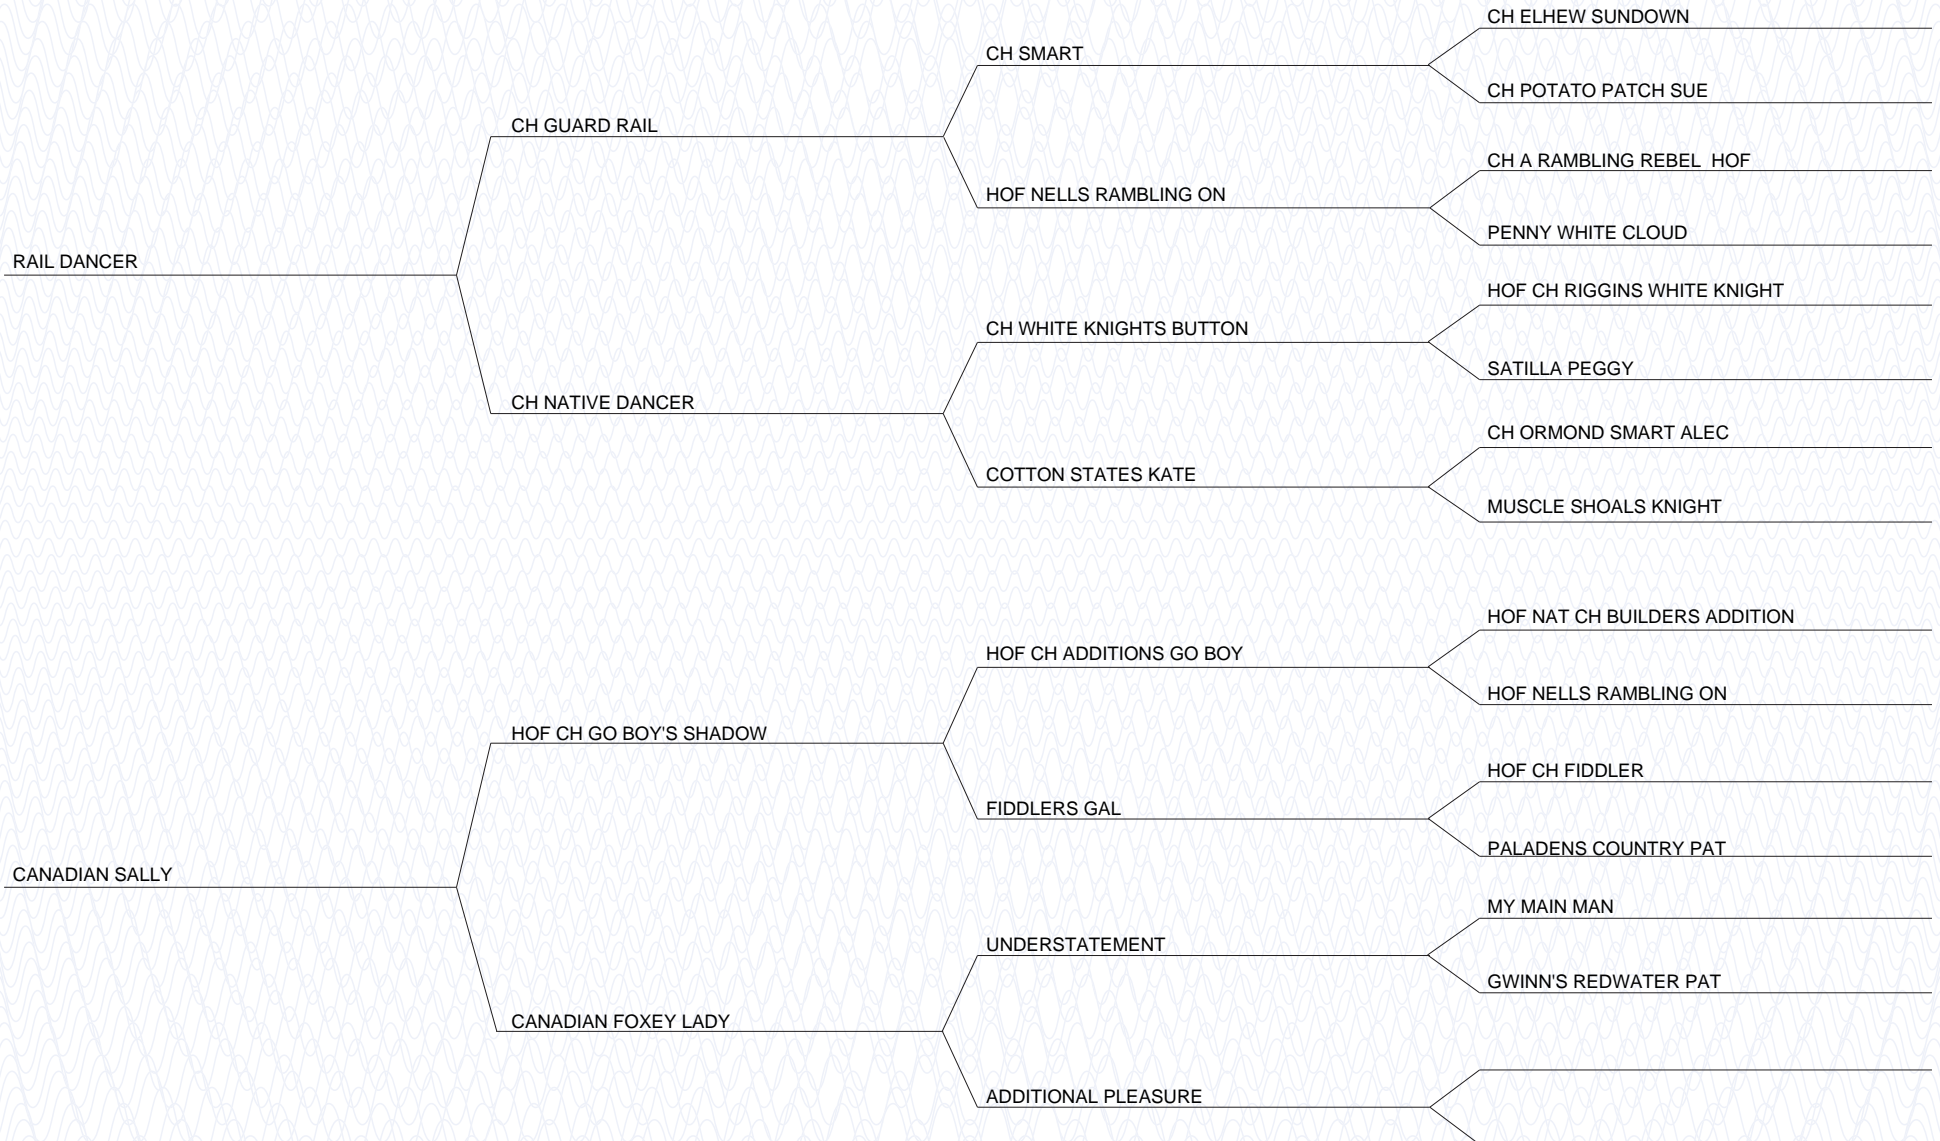 CH ELHEW SUNDOWN
CH SMART
CH POTATO PATCH SUE
CH GUARD RAIL
CH A RAMBLING REBEL  HOF
HOF NELLS RAMBLING ON
PENNY WHITE CLOUD
RAIL DANCER
HOF CH RIGGINS WHITE KNIGHT
CH WHITE KNIGHTS BUTTON
SATILLA PEGGY
CH NATIVE DANCER
CH ORMOND SMART ALEC
COTTON STATES KATE
MUSCLE SHOALS KNIGHT
HOF NAT CH BUILDERS ADDITION
HOF CH ADDITIONS GO BOY
HOF NELLS RAMBLING ON
HOF CH GO BOY'S SHADOW
HOF CH FIDDLER
FIDDLERS GAL
PALADENS COUNTRY PAT
CANADIAN SALLY
MY MAIN MAN
UNDERSTATEMENT
GWINN'S REDWATER PAT
CANADIAN FOXEY LADY
ADDITIONAL PLEASURE